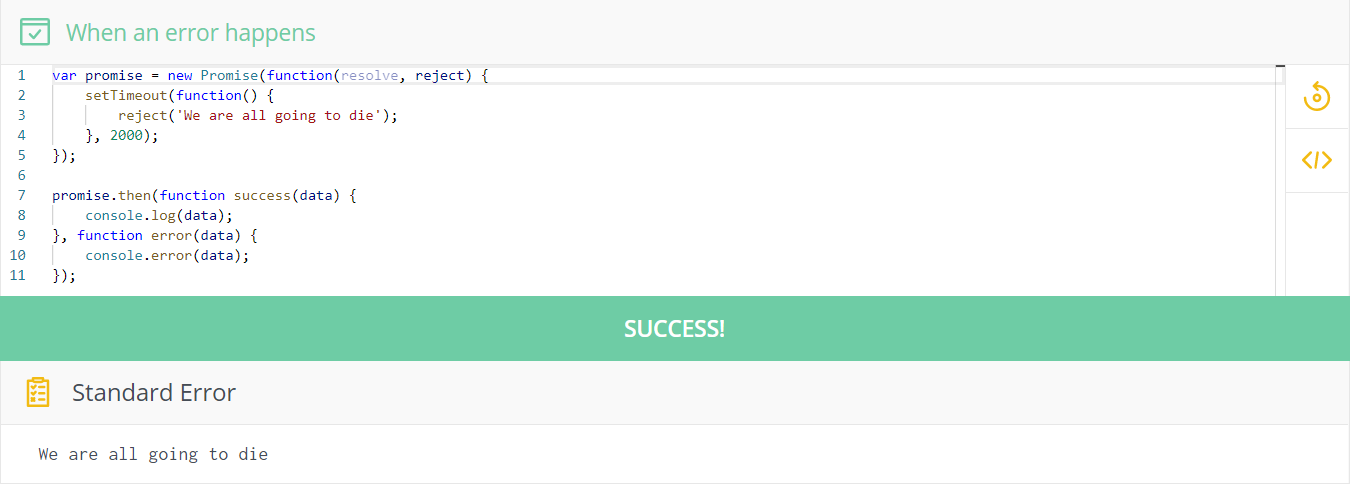 When an error happens
1 var promise = new Promise(function(resolve, reject) {
2     setTimeout(function() {
3         reject('We are all going to die');
4     }, 2000);
5 });
6
7 promise.then(function success(data) {
8     console.log(data);
9 }, function error(data) {
10     console.error(data);
11 });
SUCCESS!
Standard Error
We are all going to die